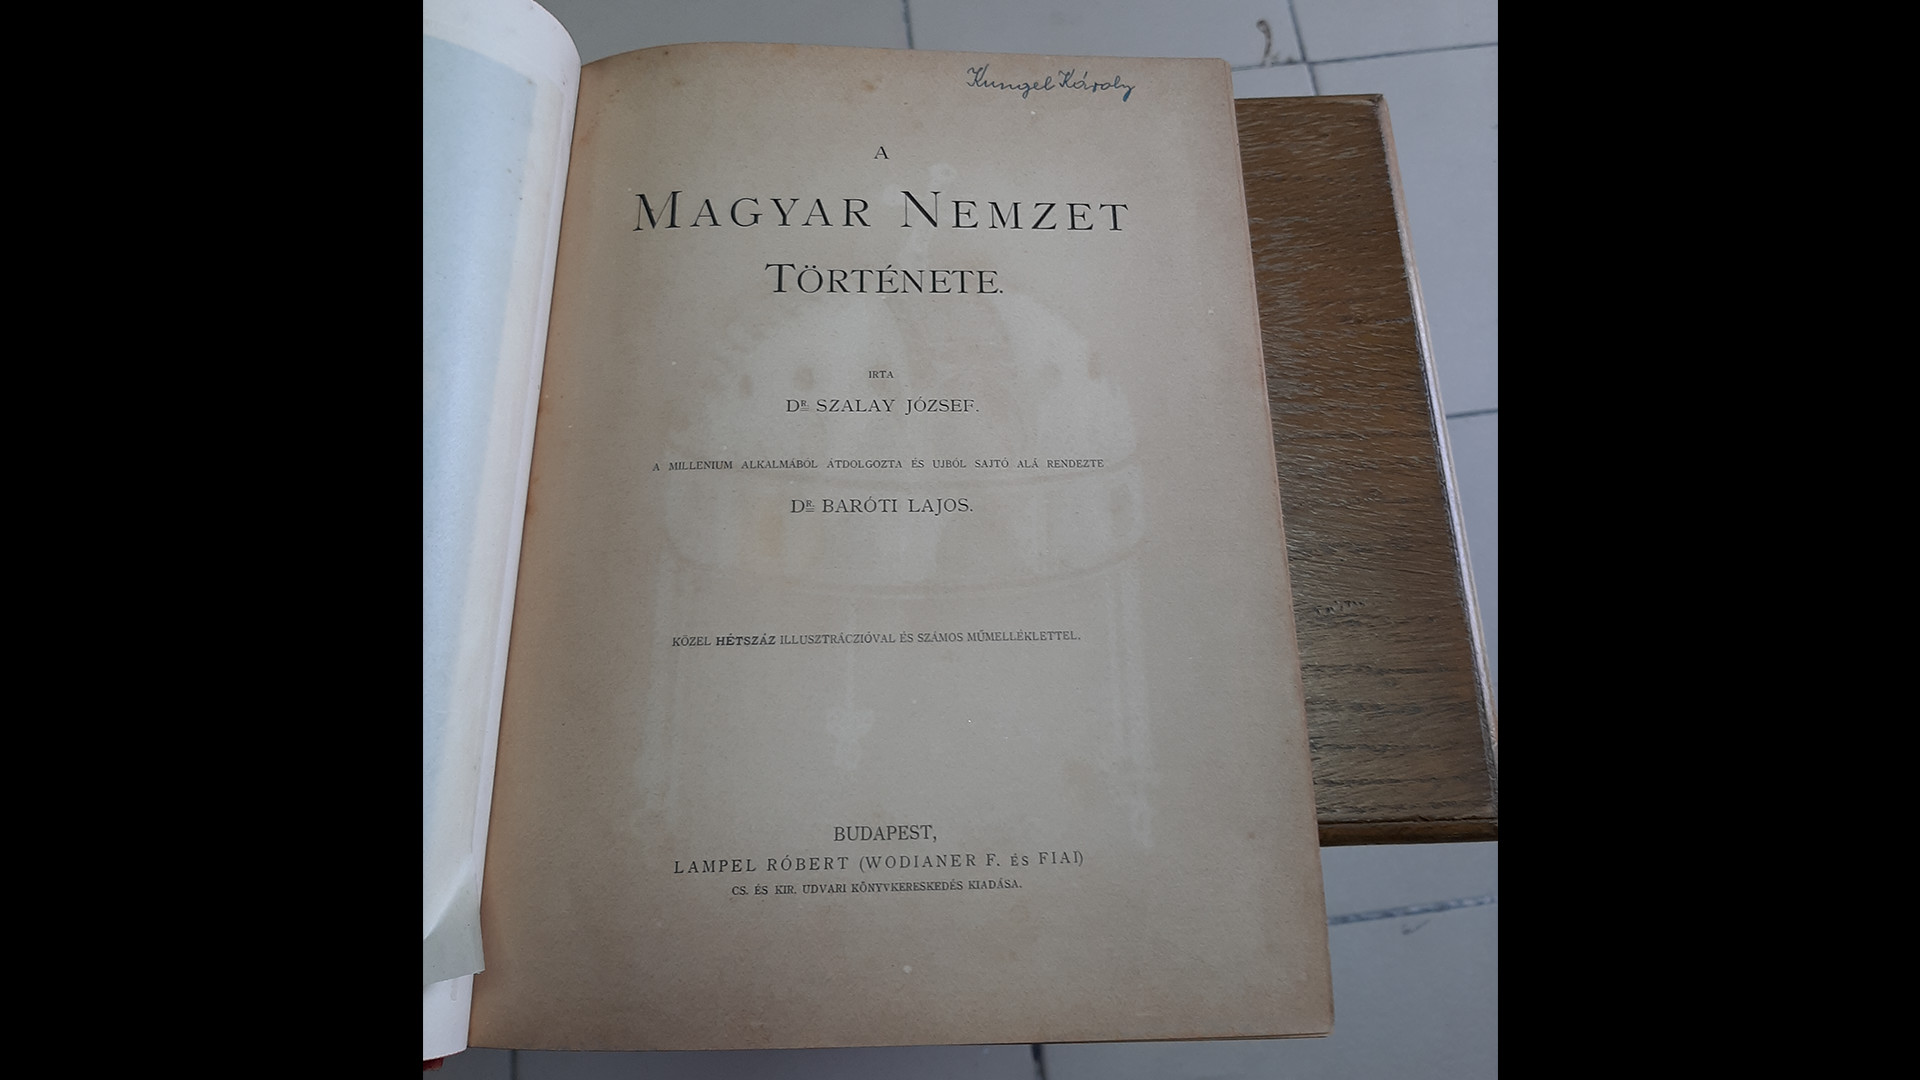 Kungel Károly
A
MAGYAR NEMZET
TÖRTÉNETE.
IRTA
DR. SZALAY JÓZSEF.
A MILLENIUM ALKALMÁBÓL ÁTDOLGOZTA ÉS UJBÓL SAJTÓ ALÁ RENDEZTE
DR. BARÓTI LAJOS.
KÖZEL HÉTSZÁZ ILLUSZTRÁCZIÓVAL ÉS SZÁMOS MŰMELLÉKLETTEL.
BUDAPEST,
LAMPEL RÓBERT (WODIANER F. ÉS FIAI)
CS. ÉS KIR. UDVARI KÖNYVKERESKEDÉS KIADÁSA.